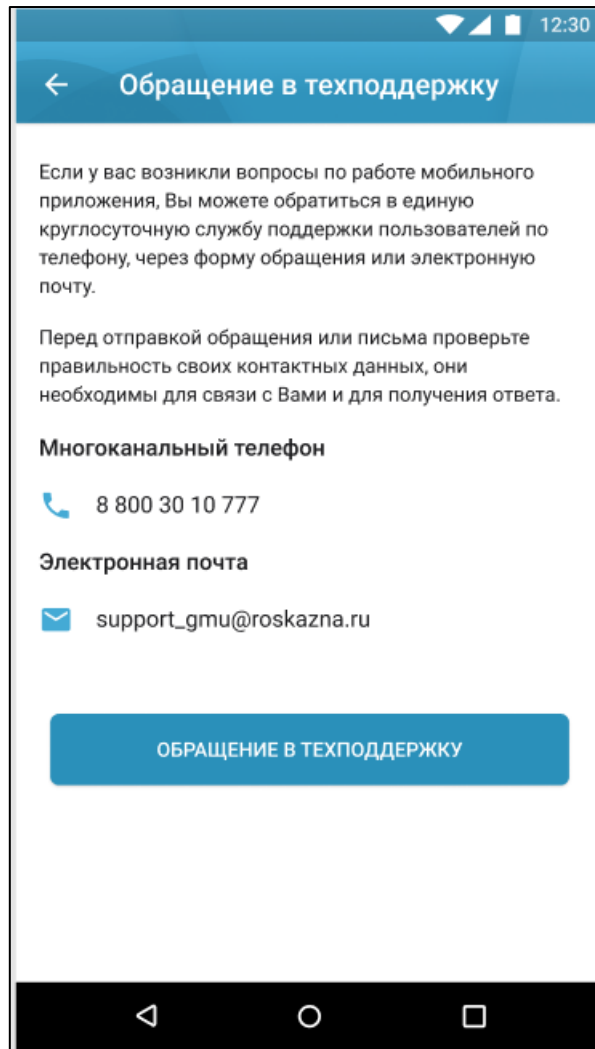 12:30
Обращение в техподдержку
Если у вас возникли вопросы по работе мобильного
приложения, Вы можете обратиться в единую
круглосуточную службу поддержки пользователей по
телефону, через форму обращения или электронную
почту.
Перед отправкой обращения или письма проверьте
правильность своих контактных данных, они
необходимы для связи с Вами и для получения ответа.
Многоканальный телефон
8 800 30 10 777
Электронная почта
support_gmu@roskazna.ru
ОБРАЩЕНИЕ В ТЕХПОДДЕРЖКУ